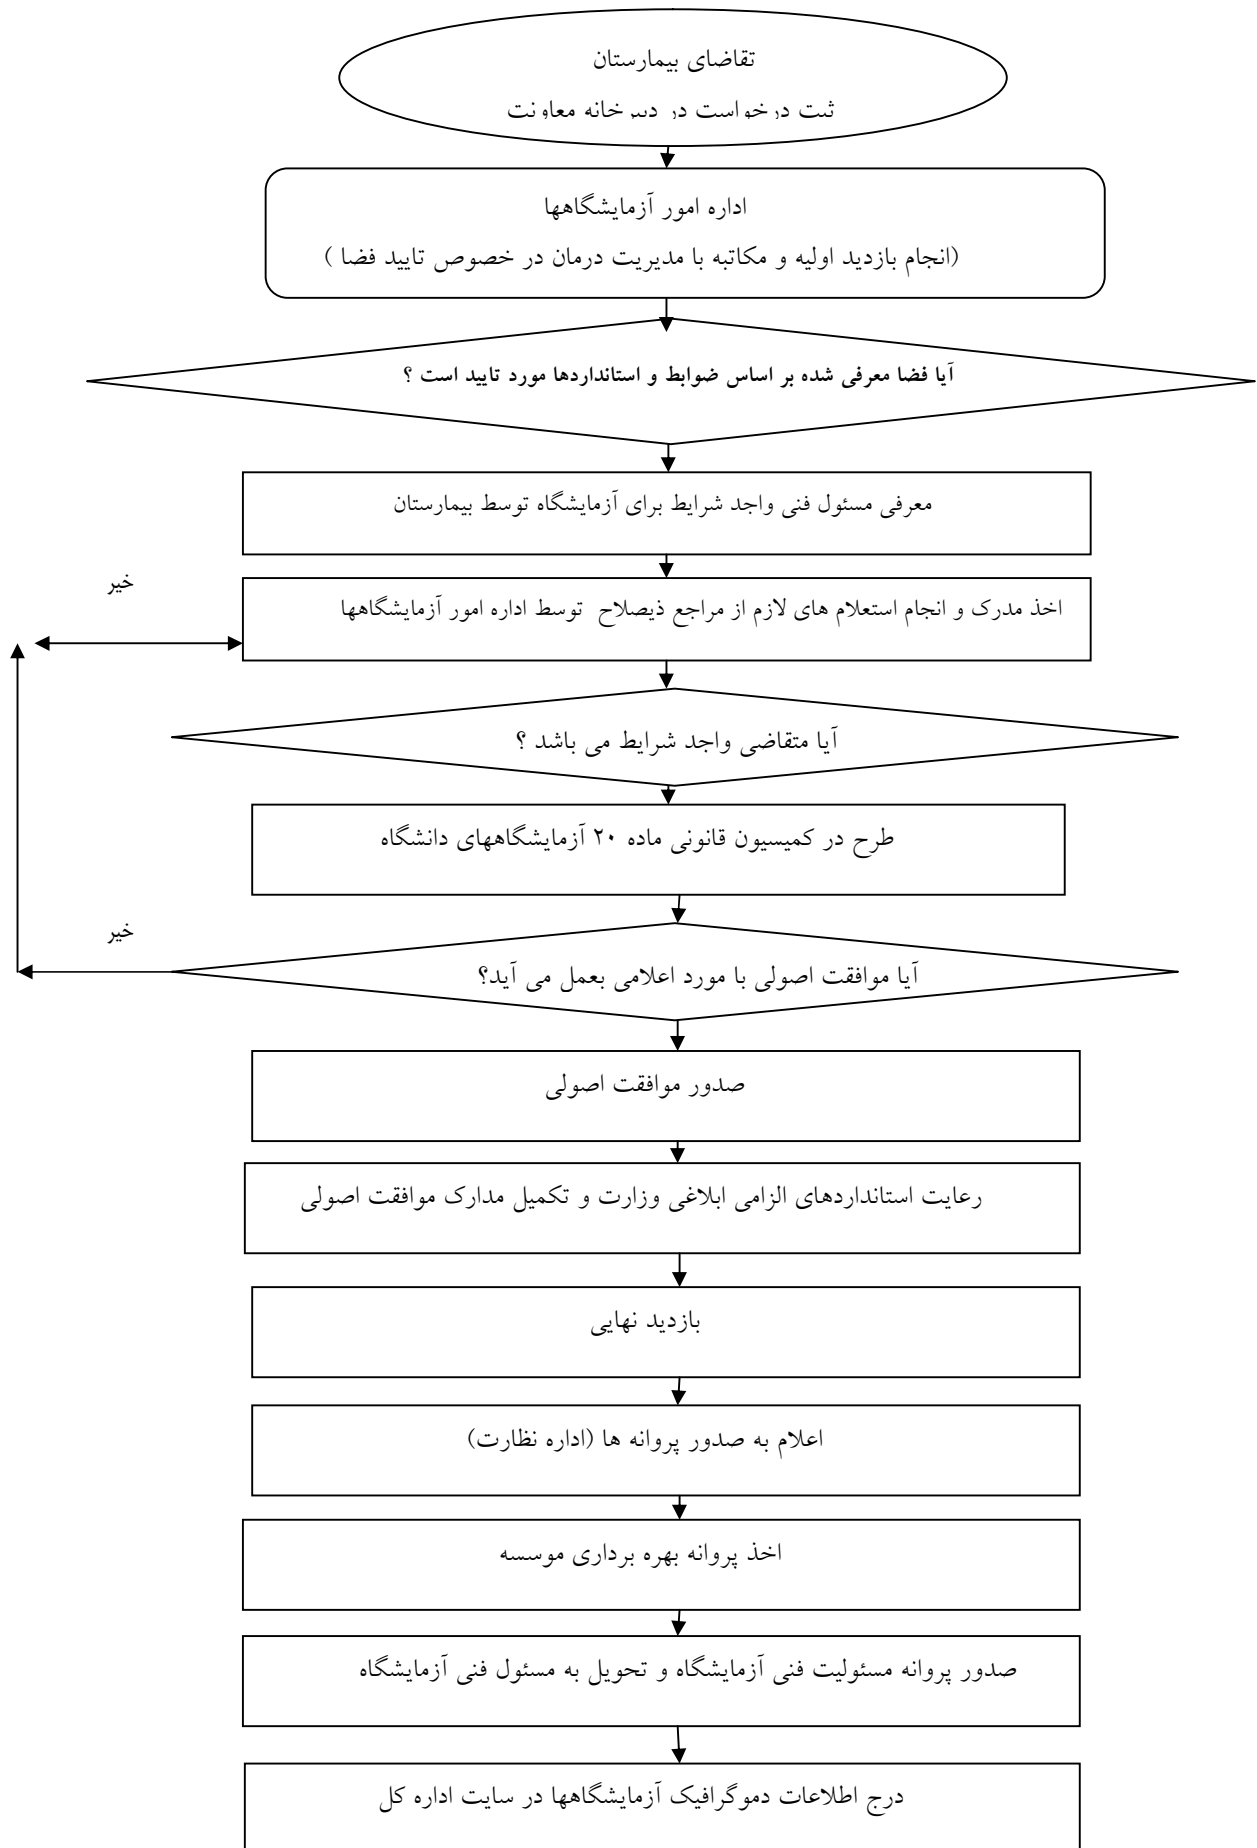 تقاضای بیمارستان
ثبت درخواست در دبیرخانه معاونت
اداره امور آزمایشگاهها
(انجام بازدید اولیه و مکاتبه با مدیریت درمان در خصوص تایید فضا )
آیا فضا معرفی شده بر اساس ضوابط و استانداردها مورد تایید است ؟
معرفی مسئول فنی واجد شرایط برای آزمایشگاه توسط بیمارستان
خیر
اخذ مدرک و انجام استعلام های لازم از مراجع ذیصلاح توسط اداره امور آزمایشگاهها
آیا متقاضی واجد شرایط می باشد ؟
طرح در کمیسیون قانونی ماده ۲۰ آزمایشگاههای دانشگاه
خیر
آیا موافقت اصولی با مورد اعلامی بعمل می آید؟
صدور موافقت اصولی
رعایت استانداردهای الزامی ابلاغی وزارت و تکمیل مدارک موافقت اصولی
بازدید نهایی
اعلام به صدور پروانه ها (اداره نظارت)
اخذ پروانه بهره برداری موسسه
صدور پروانه مسئولیت فنی آزمایشگاه و تحویل به مسئول فنی آزمایشگاه
درج اطلاعات دموگرافیک آزمایشگاهها در سایت اداره کل